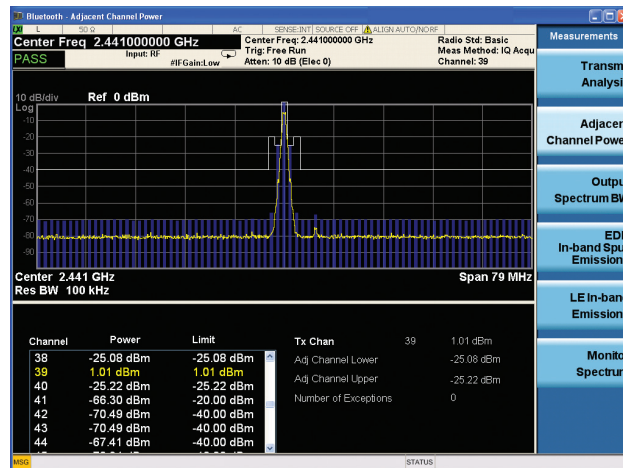 Bluetooth - Adjacent Channel Power
L 50 Ω AC SENSE:INT SOURCE OFF ALIGN AUTO/NO RF
Center Freq 2.441000000 GHz
Input: RF
PASS
#IFGain:Low
Center Freq: 2.441000000 GHz
Trig: Free Run
Atten: 10 dB (Elec 0)
Radio Std: Basic
Meas Method: IQ Acqu
Channel: 39
10 dB/div Ref 0 dBm
Log
-10
-20
-30
-40
-50
-60
-70
-80
-90
Center 2.441 GHz Span 79 MHz
Res BW 100 kHz
Channel Power Limit
38 -25.08 dBm -25.08 dBm
39 1.01 dBm 1.01 dBm
40 -25.22 dBm -25.22 dBm
41 -66.30 dBm -20.00 dBm
42 -70.49 dBm -40.00 dBm
43 -70.49 dBm -40.00 dBm
44 -67.41 dBm -40.00 dBm
Tx Chan 39 1.01 dBm
Adj Channel Lower -25.08 dBm
Adj Channel Upper -25.22 dBm
Number of Exceptions 0
Measurements
Transm
Analysi
Adjacen
Channel Powe
Outpu
Spectrum BW
ED
In-band Spu
Emission
LE In-ban
Emission
Monito
Spectrum
MSG STATUS